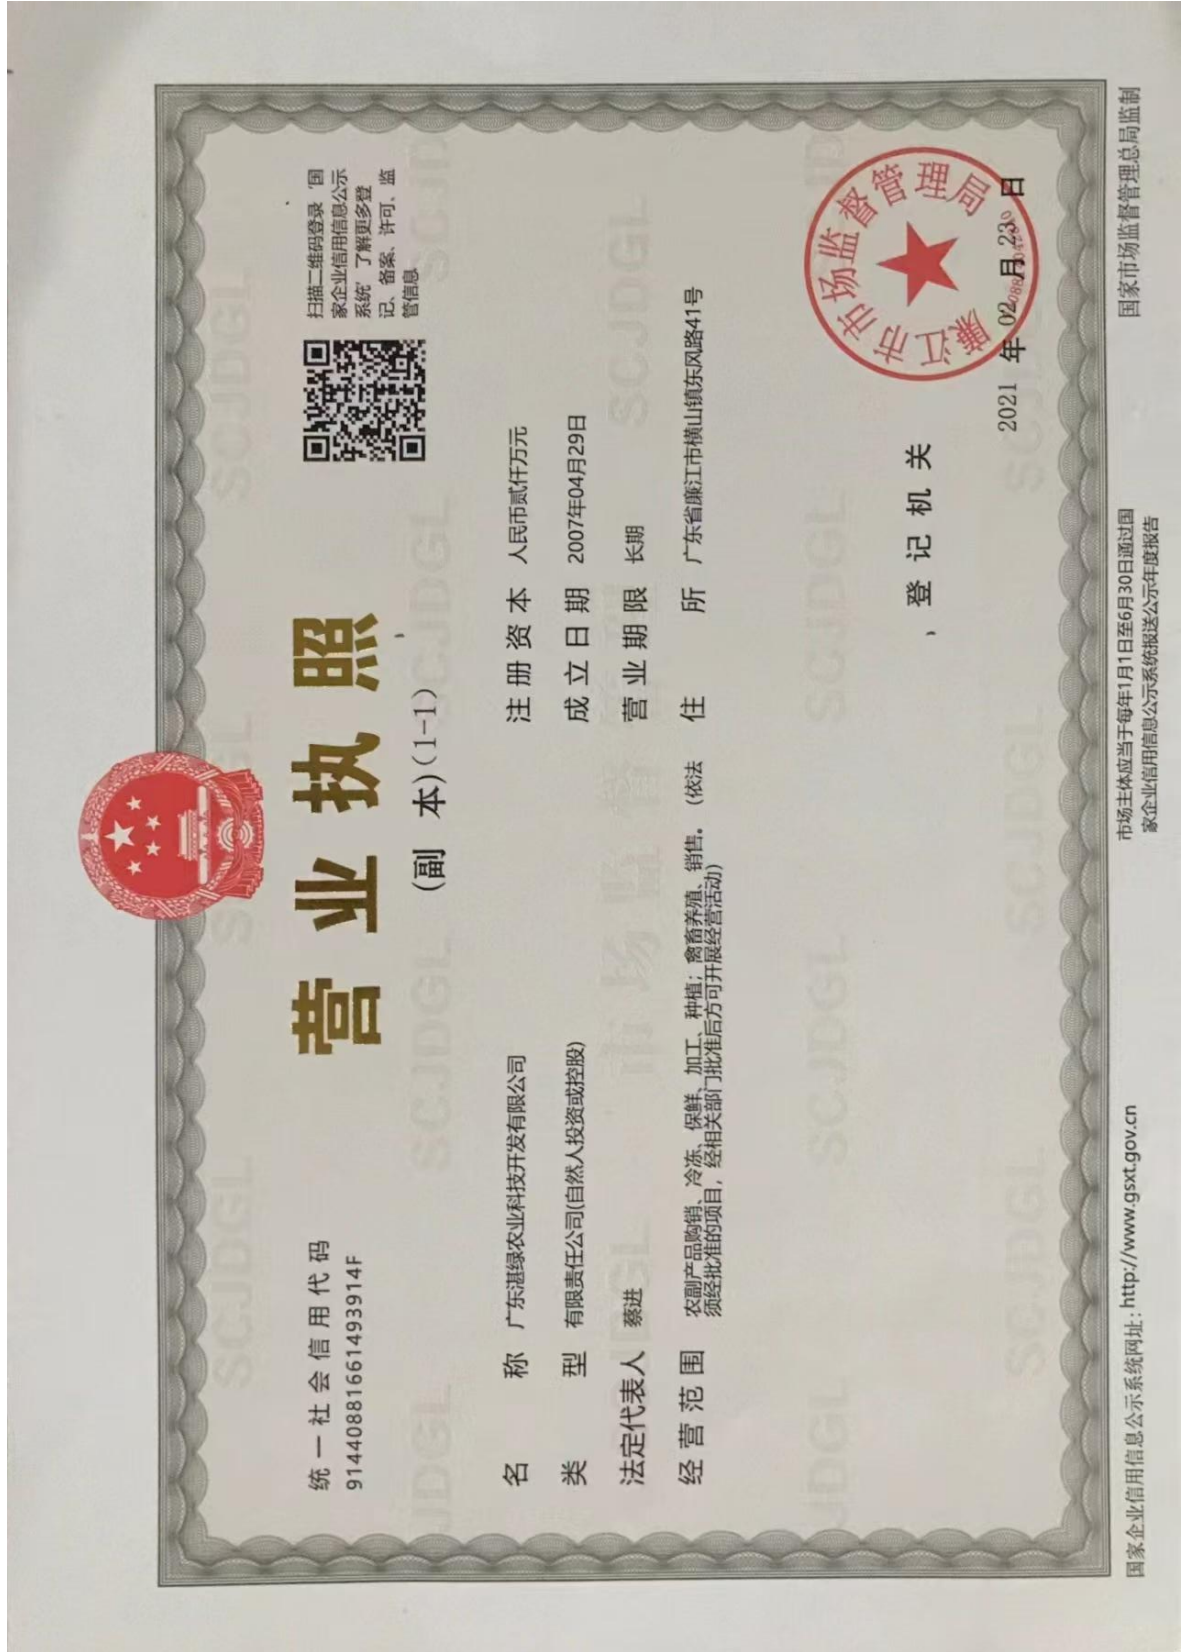 营业执照
(副 本)(1-1)
统一社会信用代码
91440881661493914F
扫描二维码登录‘国
家企业信用信息公示
系统’了解更多登
记、备案、许可、监
管信息
名 称 广东湛绿农业科技开发有限公司
类 型 有限责任公司(自然人投资或控股)
法定代表人 蔡进
经营范围 农副产品购销、冷冻、保鲜、加工、种植；禽畜养殖、销售。（依法
须经批准的项目，经相关部门批准后方可开展经营活动）
注册资本 人民币贰仟万元
成立日期 2007年04月29日
营业期限 长期
住 所 广东省廉江市横山镇东风路41号
登记机关
廉江市市场监督管理局
2021 年 02 月 23 日
国家企业信用信息公示系统网址：http://www.gsxt.gov.cn
市场主体应当于每年1月1日至6月30日通过国
家企业信用信息公示系统报送公示年度报告
国家市场监督管理总局监制
SCJDGL
市场监督管理